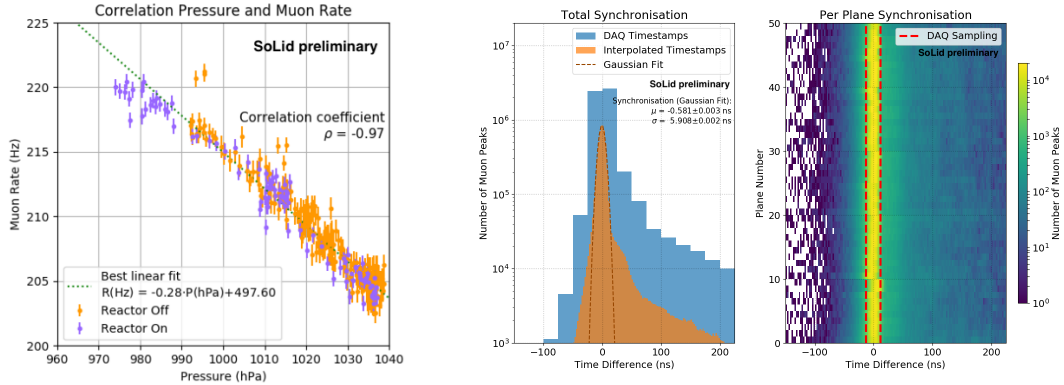 Correlation Pressure and Muon Rate
225
220
215
210
205
200
Muon Rate (Hz)
SoLid preliminary
Correlation coefficient
ρ = -0.97
Best linear fit
R(Hz) = -0.28·P(hPa)+497.60
Reactor Off
Reactor On
960 970 980 990 1000 1010 1020 1030 1040
Pressure (hPa)
Total Synchronisation
10⁷
10⁶
10⁵
10⁴
10³
Number of Muon Peaks
DAQ Timestamps
Interpolated Timestamps
Gaussian Fit
SoLid preliminary
Synchronisation (Gaussian Fit):
μ = -0.581±0.003 ns
σ = 5.908±0.002 ns
−100 0 100 200
Time Difference (ns)
Per Plane Synchronisation
50
40
30
20
10
0
Plane Number
DAQ Sampling
SoLid preliminary
−100 0 100 200
Time Difference (ns)
10⁴
10³
10²
10¹
10⁰
Number of Muon Peaks